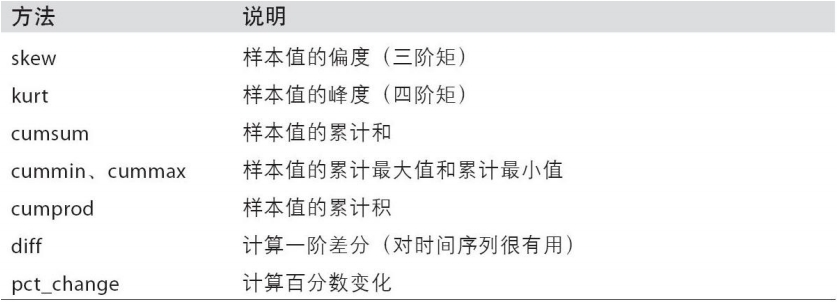 方法 说明
skew 样本值的偏度（三阶矩）
kurt 样本值的峰度（四阶矩）
cumsum 样本值的累计和
cummin、cummax 样本值的累计最大值和累计最小值
cumprod 样本值的累计积
diff 计算一阶差分（对时间序列很有用）
pct_change 计算百分数变化